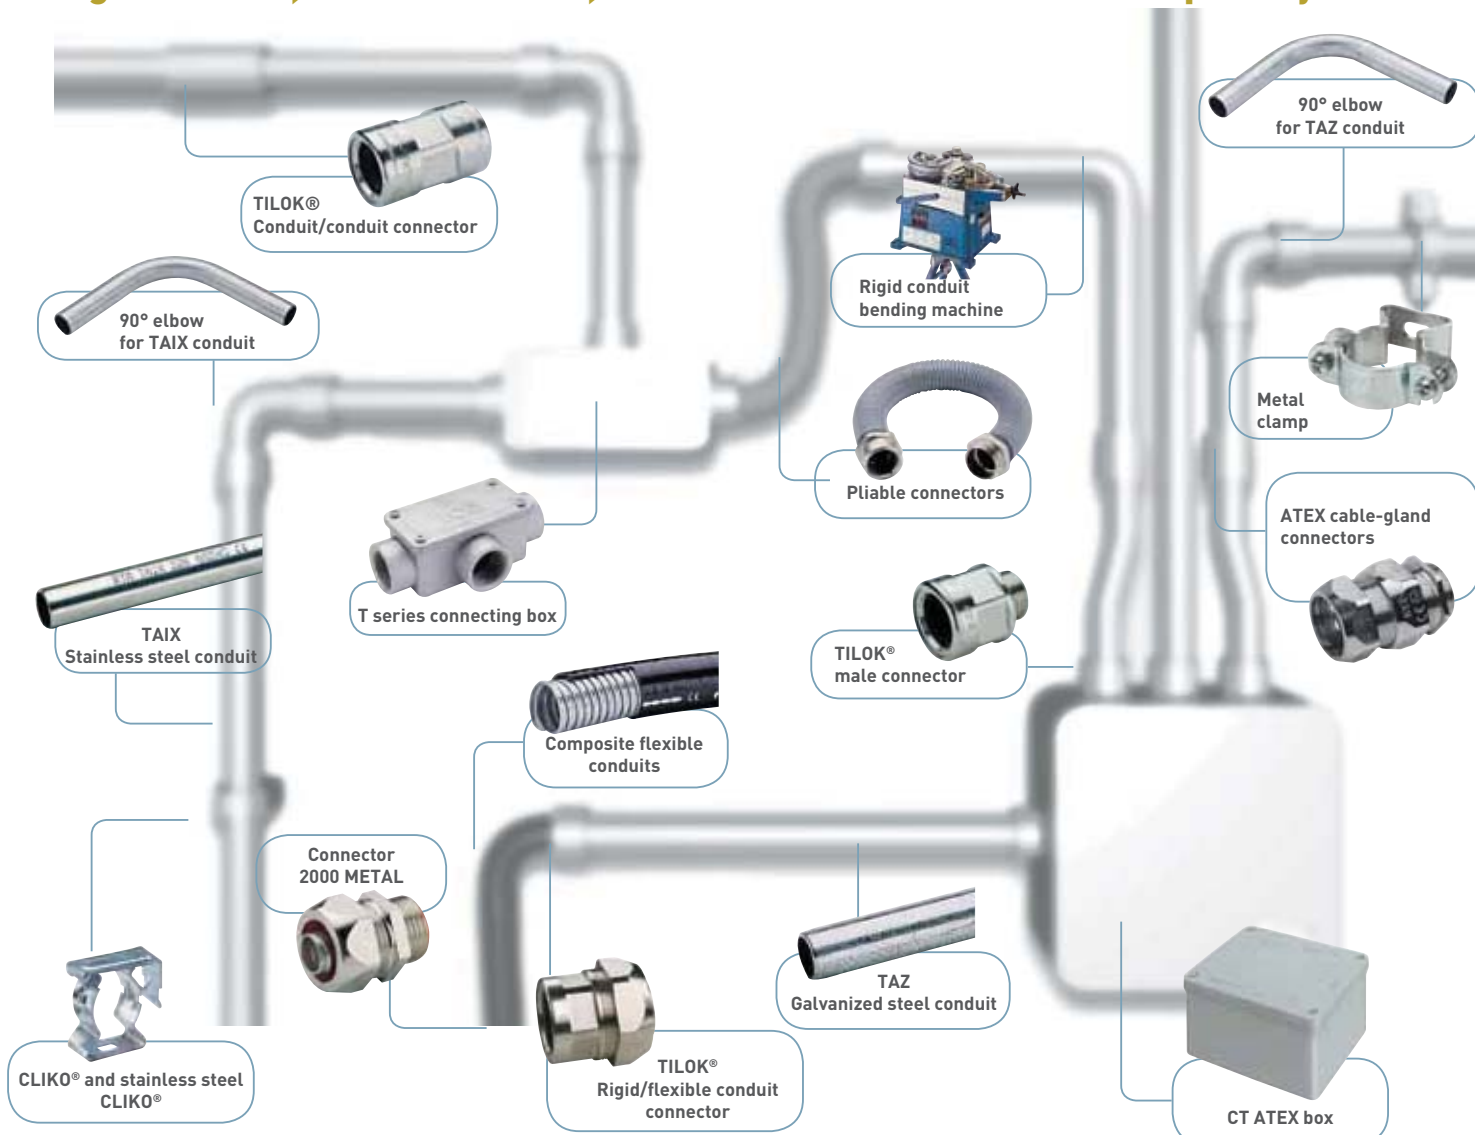 90° elbow
for TAZ conduit
TILOK®
Conduit/conduit connector
Rigid conduit
bending machine
90° elbow
for TAIX conduit
Metal
clamp
Pliable connectors
ATEX cable-gland
connectors
T series connecting box
TAIX
Stainless steel conduit
TILOK®
male connector
Composite flexible
conduits
Connector
2000 METAL
TAZ
Galvanized steel conduit
CLIKO® and stainless steel
CLIKO®
TILOK®
Rigid/flexible conduit
connector
CT ATEX box